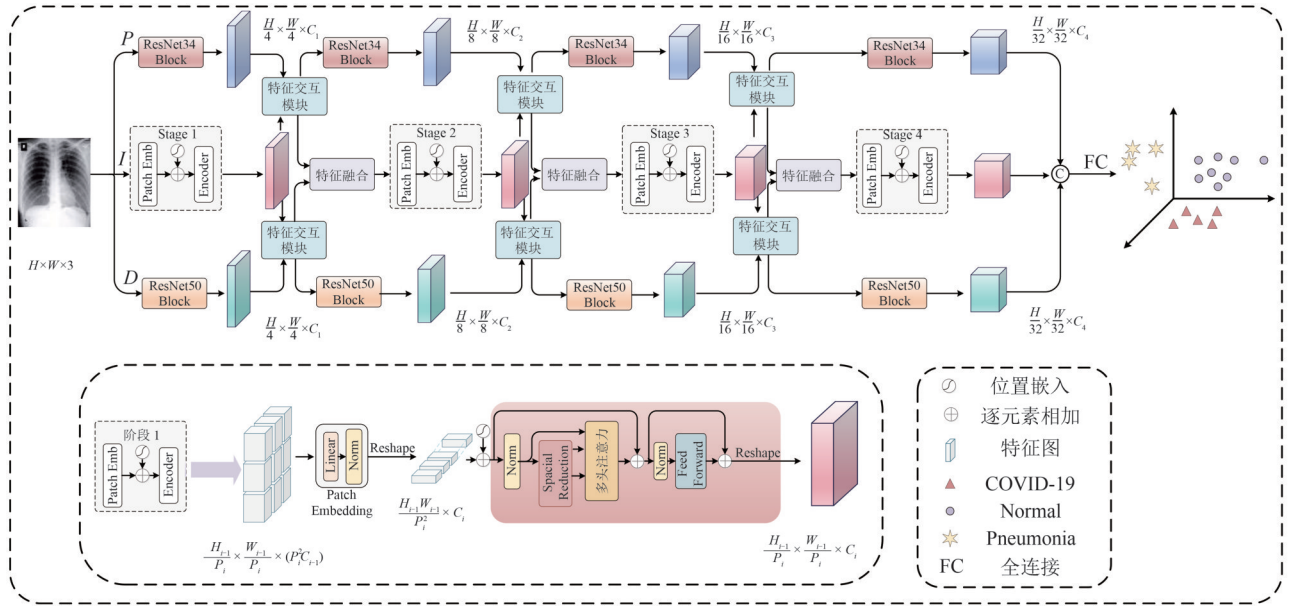 P
ResNet34
Block
H/4 × W/4 × C₁
ResNet34
Block
H/8 × W/8 × C₂
ResNet34
Block
H/16 × W/16 × C₃
ResNet34
Block
H/32 × W/32 × C₄
特征交互
模块
特征交互
模块
特征交互
模块
I
Stage 1
Patch Emb
Encoder
特征融合
Stage 2
Patch Emb
Encoder
特征融合
Stage 3
Patch Emb
Encoder
特征融合
Stage 4
Patch Emb
Encoder
C
FC
特征交互
模块
特征交互
模块
特征交互
模块
H×W×3
D
ResNet50
Block
H/4 × W/4 × C₁
ResNet50
Block
H/8 × W/8 × C₂
ResNet50
Block
H/16 × W/16 × C₃
ResNet50
Block
H/32 × W/32 × C₄
阶段 1
Patch Emb
Encoder
H_{i-1}/P_i × W_{i-1}/P_i × (P_i²C_{i-1})
Linear
Norm
Patch
Embedding
Reshape
H_{i-1}W_{i-1}/P_i² × C_i
Norm
Spacial
Reduction
多头注意力
Norm
Feed
Forward
Reshape
H_{i-1}/P_i × W_{i-1}/P_i × C_i
位置嵌入
逐元素相加
特征图
COVID-19
Normal
Pneumonia
FC 全连接